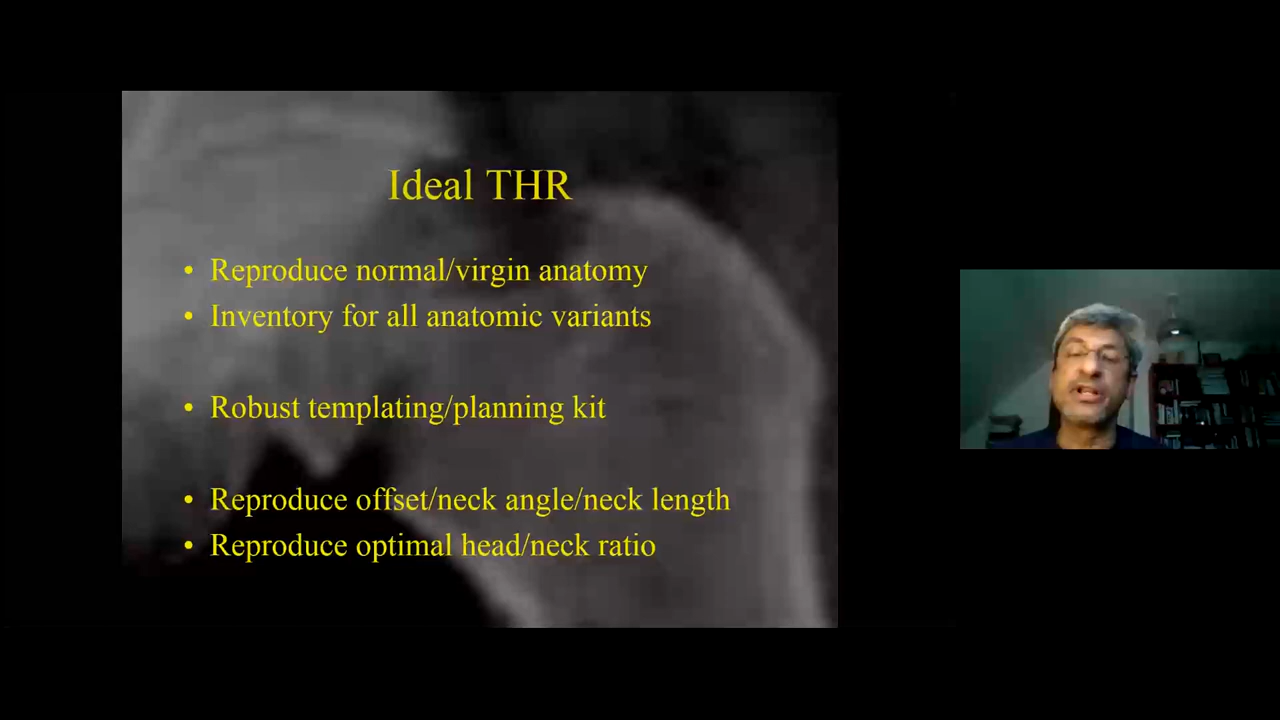 Ideal THR
• Reproduce normal/virgin anatomy
• Inventory for all anatomic variants
• Robust templating/planning kit
• Reproduce offset/neck angle/neck length
• Reproduce optimal head/neck ratio